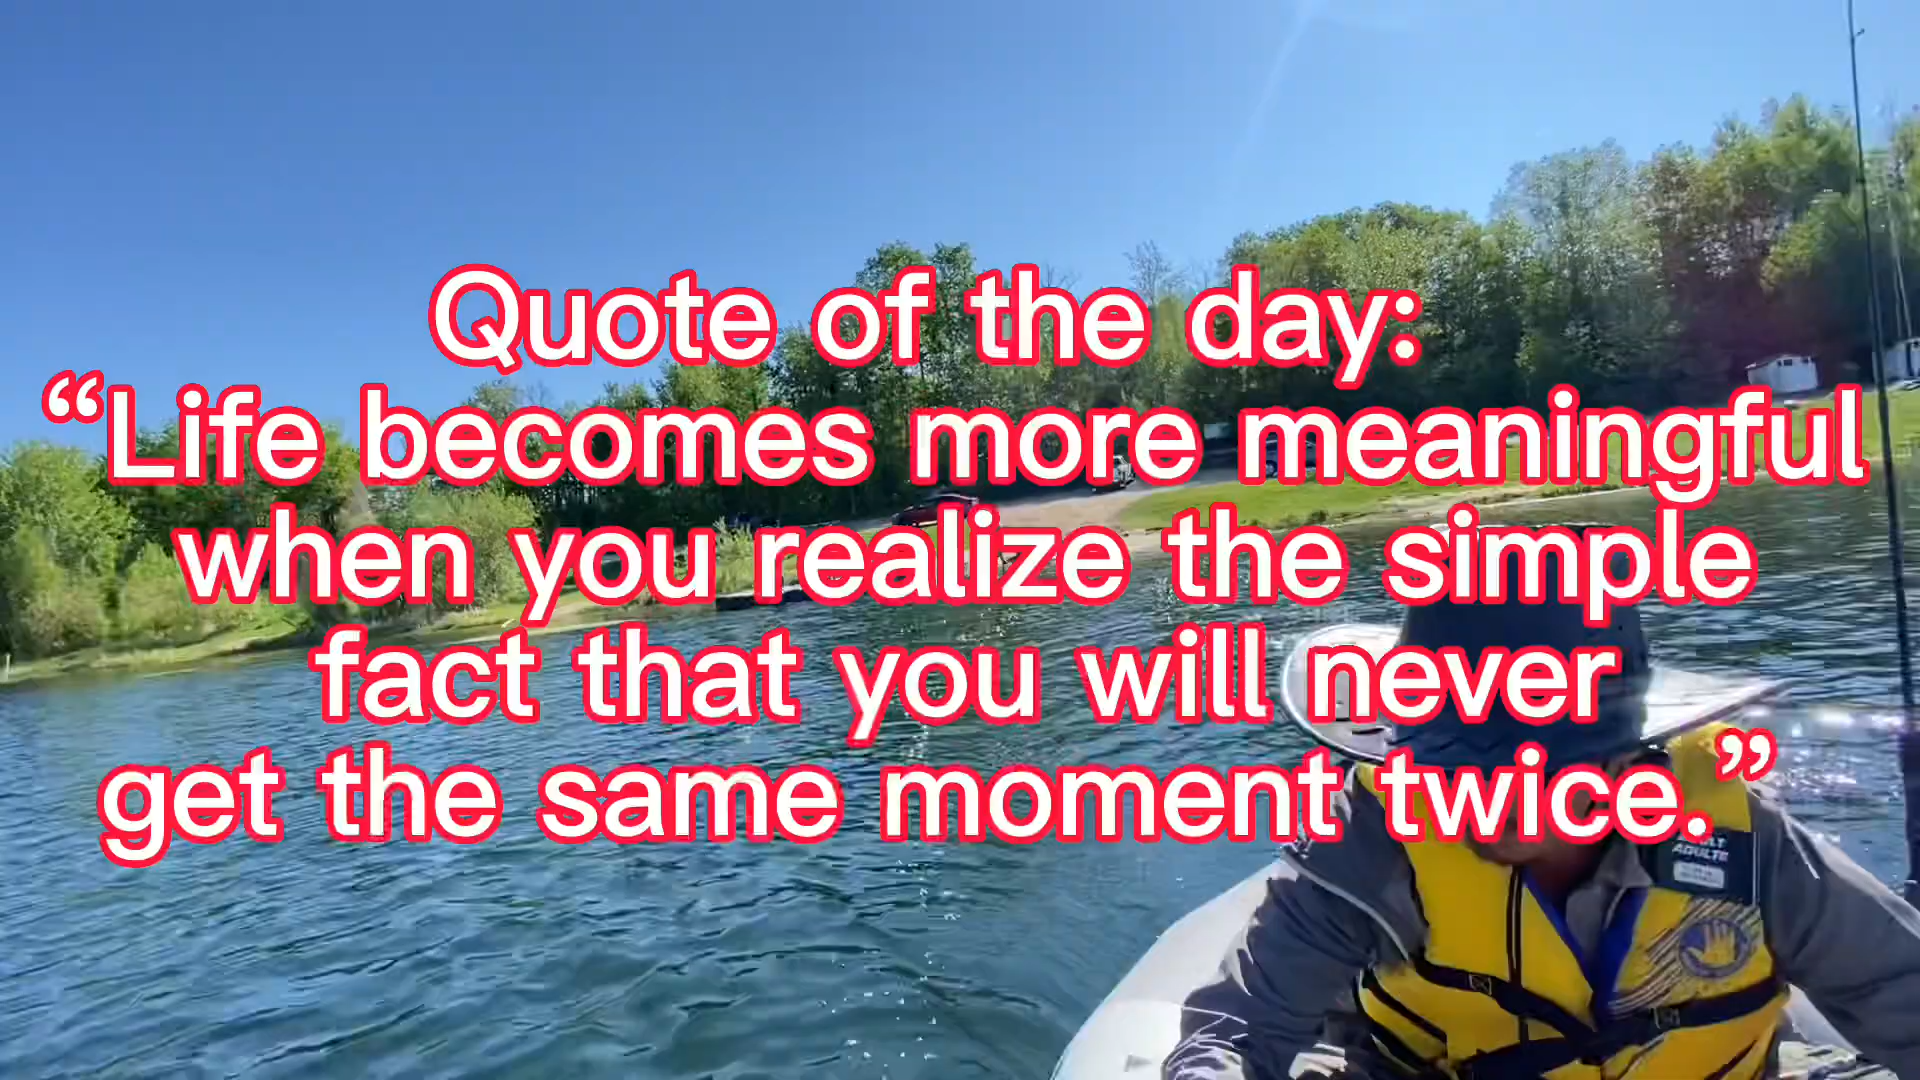 Quote of the day:
“Life becomes more meaningful
when you realize the simple
fact that you will never
get the same moment twice.”
ADULTE